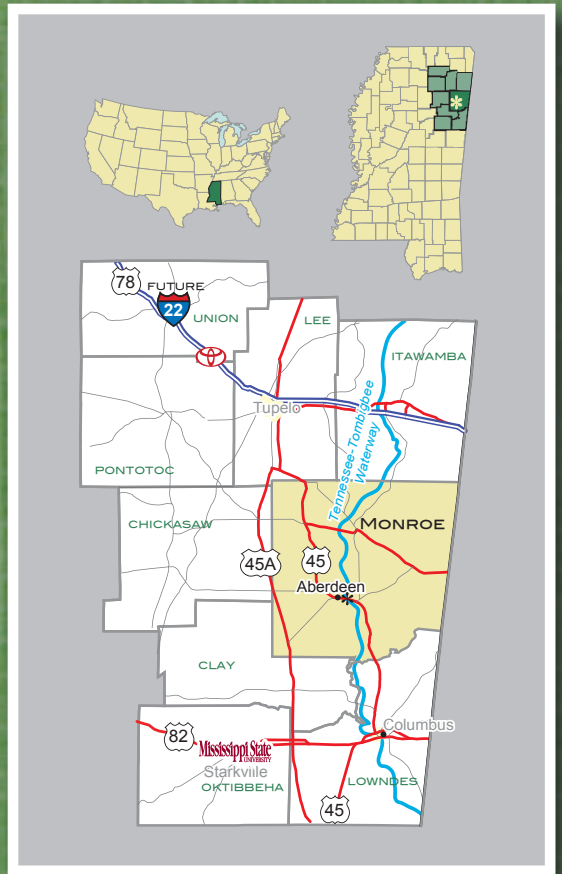 78
FUTURE
22
UNION
LEE
ITAWAMBA
Tupelo
Tennessee-Tombigbee
Waterway
PONTOTOC
CHICKASAW
MONROE
45A
45
Aberdeen
CLAY
Columbus
82
Mississippi State
UNIVERSITY
Starkville
OKTIBBEHA
LOWNDES
45